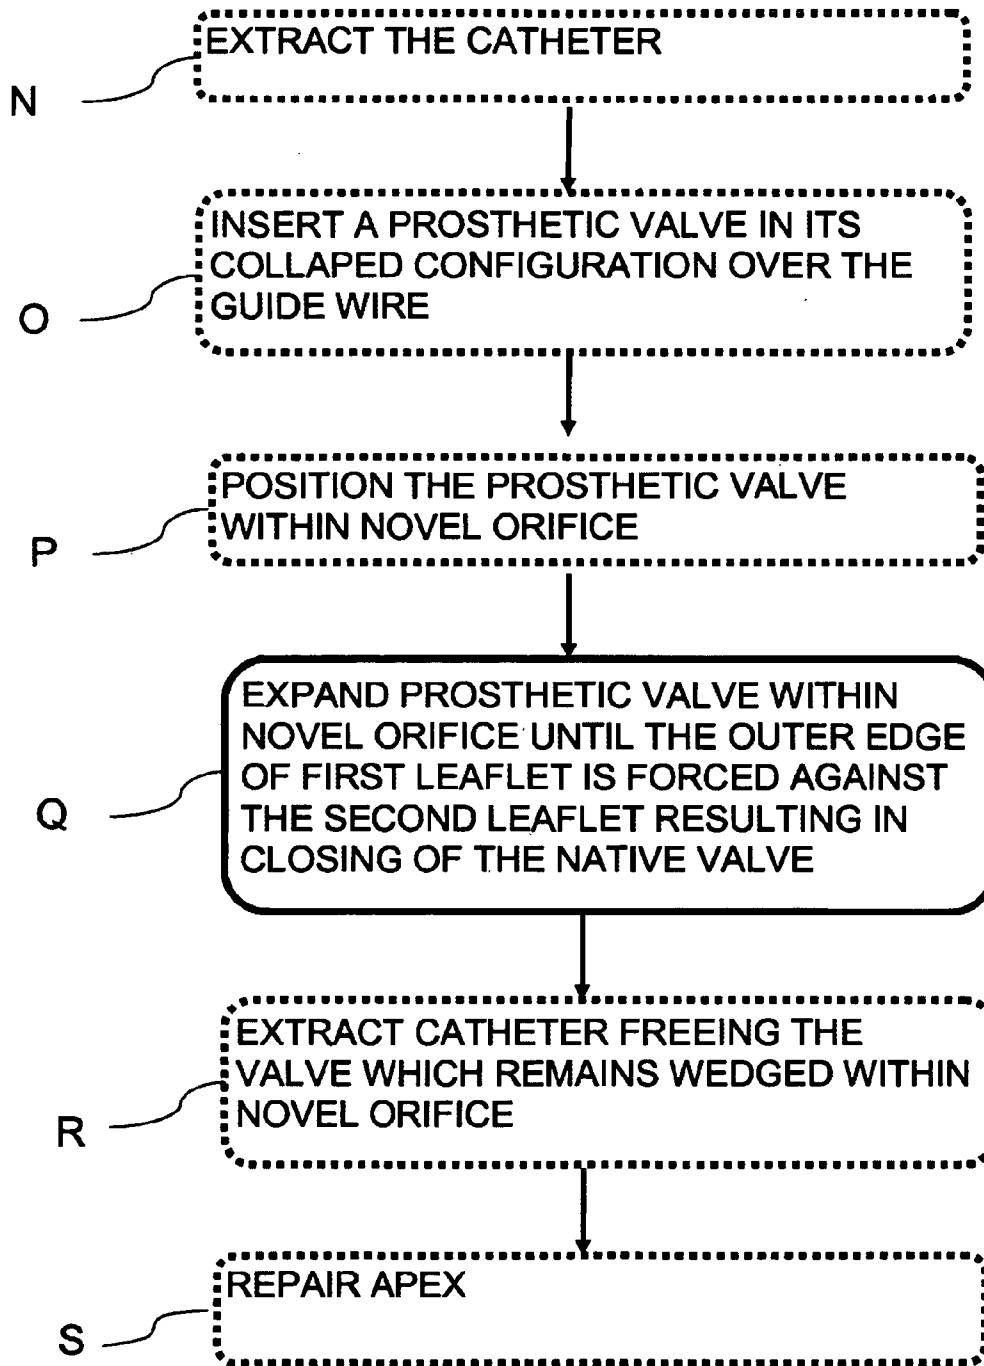 EXTRACT THE CATHETER
N
INSERT A PROSTHETIC VALVE IN ITS
COLLAPED CONFIGURATION OVER THE
GUIDE WIRE
O
POSITION THE PROSTHETIC VALVE
WITHIN NOVEL ORIFICE
P
EXPAND PROSTHETIC VALVE WITHIN
NOVEL ORIFICE UNTIL THE OUTER EDGE
OF FIRST LEAFLET IS FORCED AGAINST
THE SECOND LEAFLET RESULTING IN
CLOSING OF THE NATIVE VALVE
Q
EXTRACT CATHETER FREEING THE
VALVE WHICH REMAINS WEDGED WITHIN
NOVEL ORIFICE
R
REPAIR APEX
S